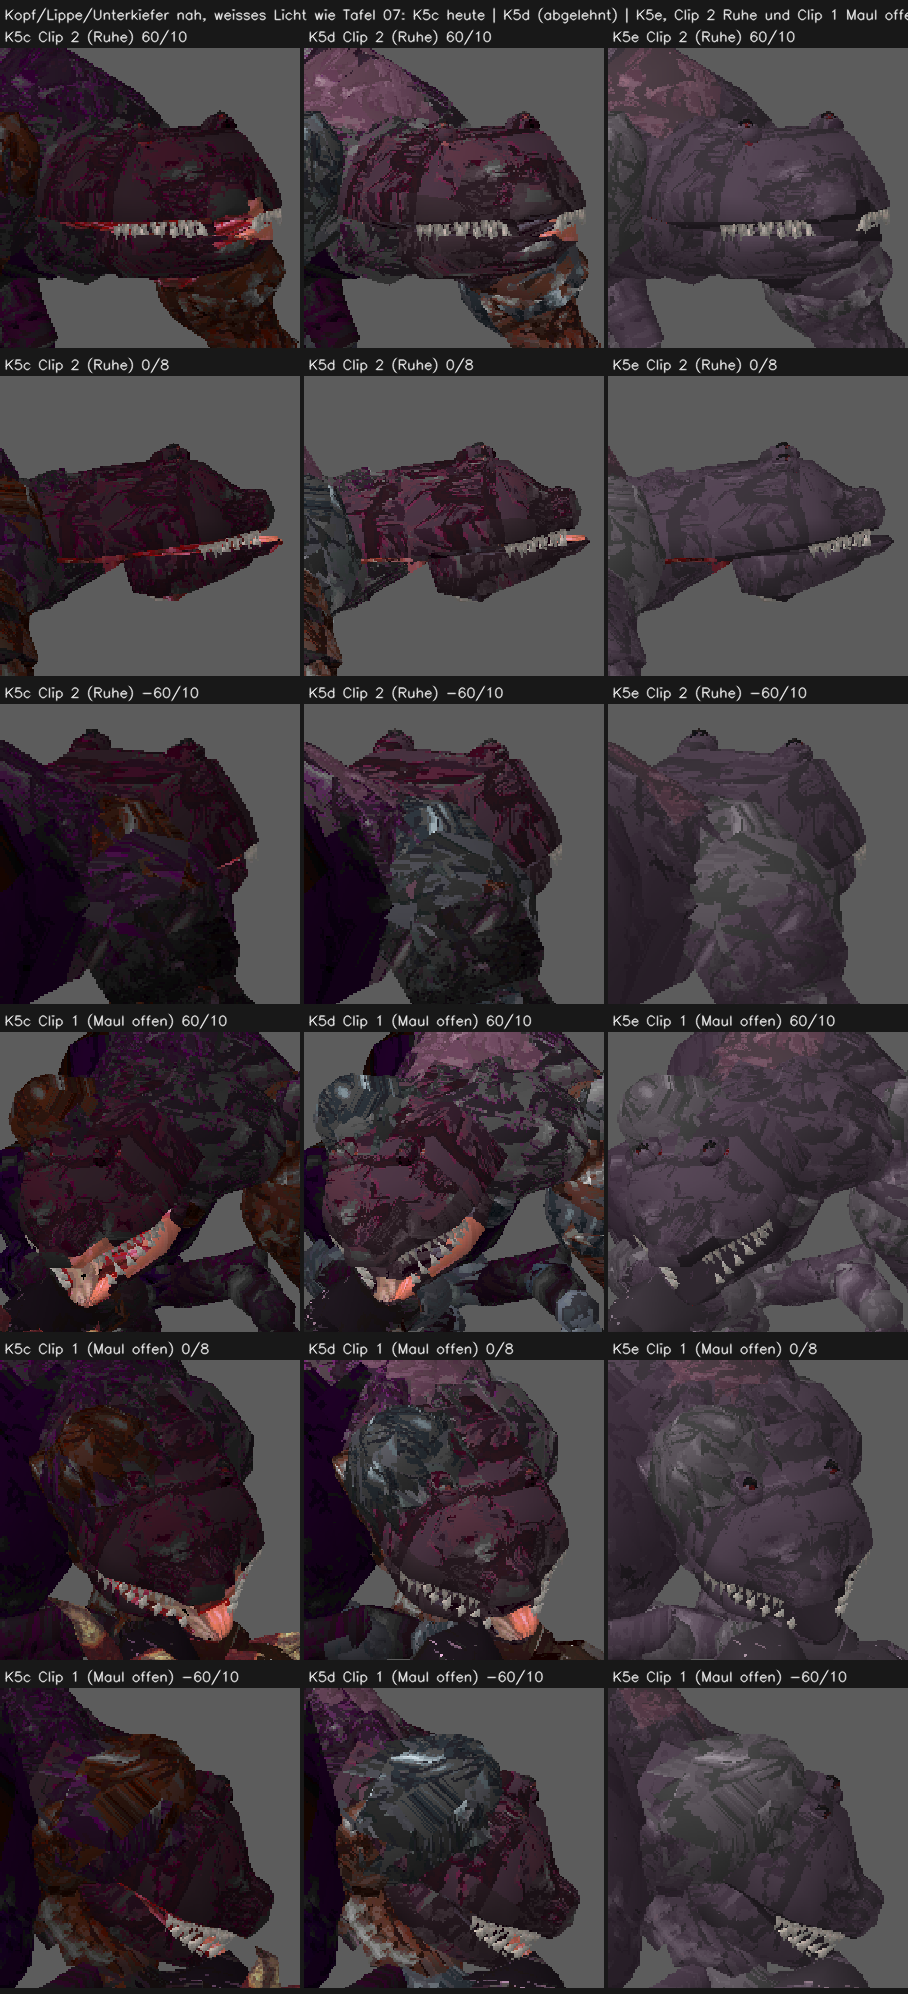 Kopf/Lippe/Unterkiefer nah, weisses Licht wie Tafel 07: K5c heute | K5d (abgelehnt) | K5e, Clip 2 Ruhe und Clip 1 Maul offe
K5c Clip 2 (Ruhe) 60/10 K5d Clip 2 (Ruhe) 60/10 K5e Clip 2 (Ruhe) 60/10
K5c Clip 2 (Ruhe) 0/8 K5d Clip 2 (Ruhe) 0/8 K5e Clip 2 (Ruhe) 0/8
K5c Clip 2 (Ruhe) -60/10 K5d Clip 2 (Ruhe) -60/10 K5e Clip 2 (Ruhe) -60/10
K5c Clip 1 (Maul offen) 60/10 K5d Clip 1 (Maul offen) 60/10 K5e Clip 1 (Maul offen) 60/10
K5c Clip 1 (Maul offen) 0/8 K5d Clip 1 (Maul offen) 0/8 K5e Clip 1 (Maul offen) 0/8
K5c Clip 1 (Maul offen) -60/10 K5d Clip 1 (Maul offen) -60/10 K5e Clip 1 (Maul offen) -60/10